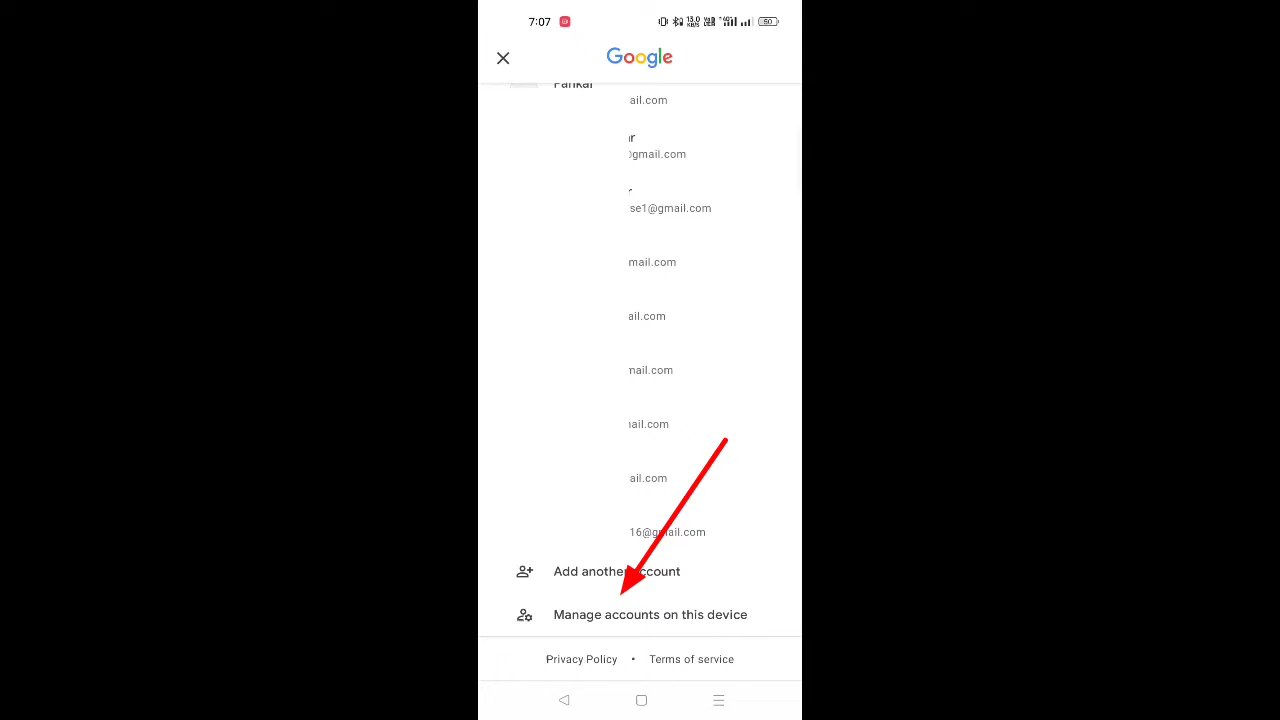 7:07
50
Google
ail.com
@gmail.com
se1@gmail.com
mail.com
ail.com
mail.com
ail.com
ail.com
16@gmail.com
Add another account
Manage accounts on this device
Privacy Policy • Terms of service